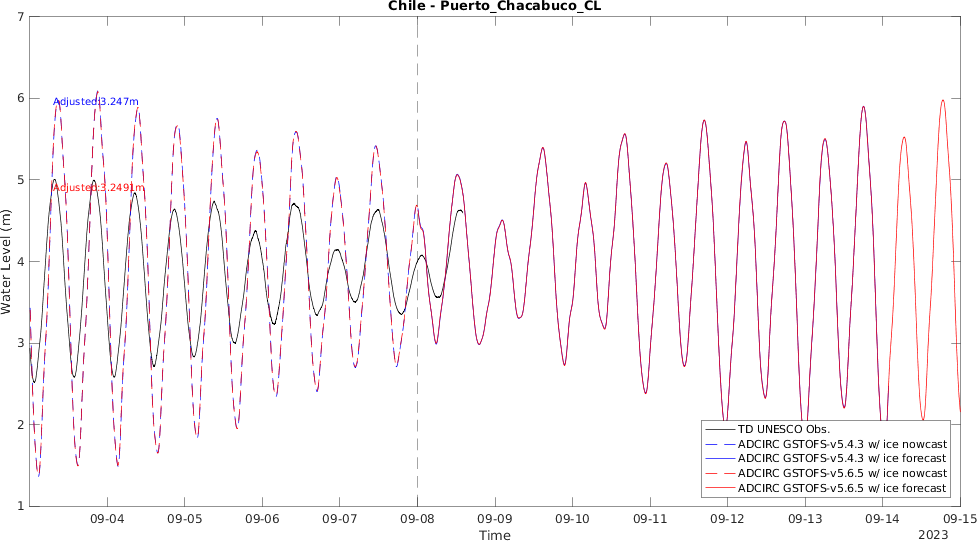 Chile - Puerto_Chacabuco_CL
7
6
5
4
3
2
1
Water Level (m)
Adjusted:3.247m
Adjusted:3.2491m
TD UNESCO Obs.
ADCIRC GSTOFS-v5.4.3 w/ ice nowcast
ADCIRC GSTOFS-v5.4.3 w/ ice forecast
ADCIRC GSTOFS-v5.6.5 w/ ice nowcast
ADCIRC GSTOFS-v5.6.5 w/ ice forecast
09-04 09-05 09-06 09-07 09-08 09-09 09-10 09-11 09-12 09-13 09-14 09-15
Time
2023